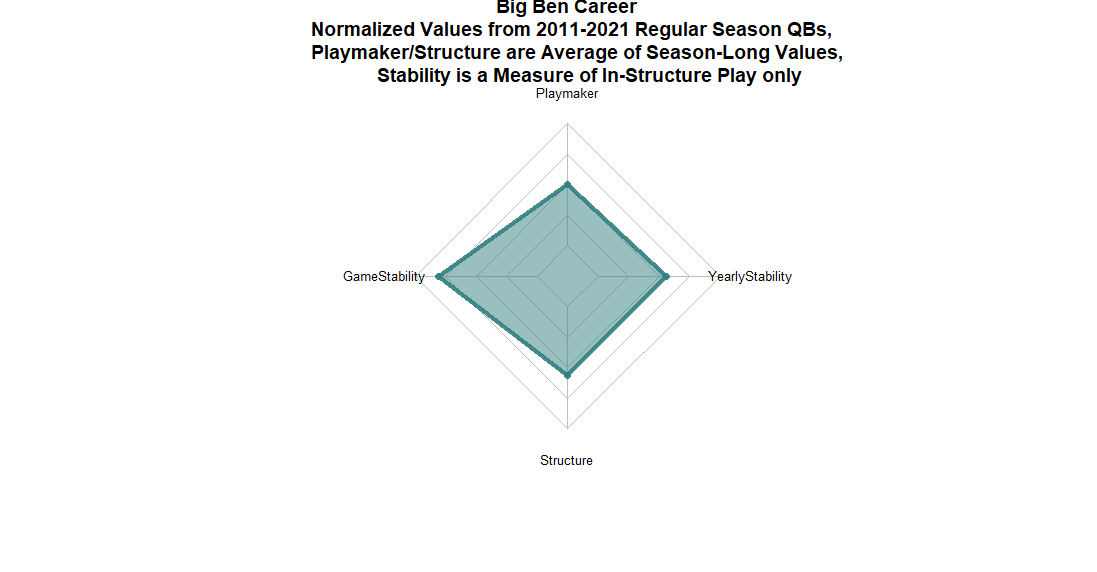 Big Ben Career
Normalized Values from 2011-2021 Regular Season QBs,
Playmaker/Structure are Average of Season-Long Values,
Stability is a Measure of In-Structure Play only
Playmaker
GameStability
YearlyStability
Structure